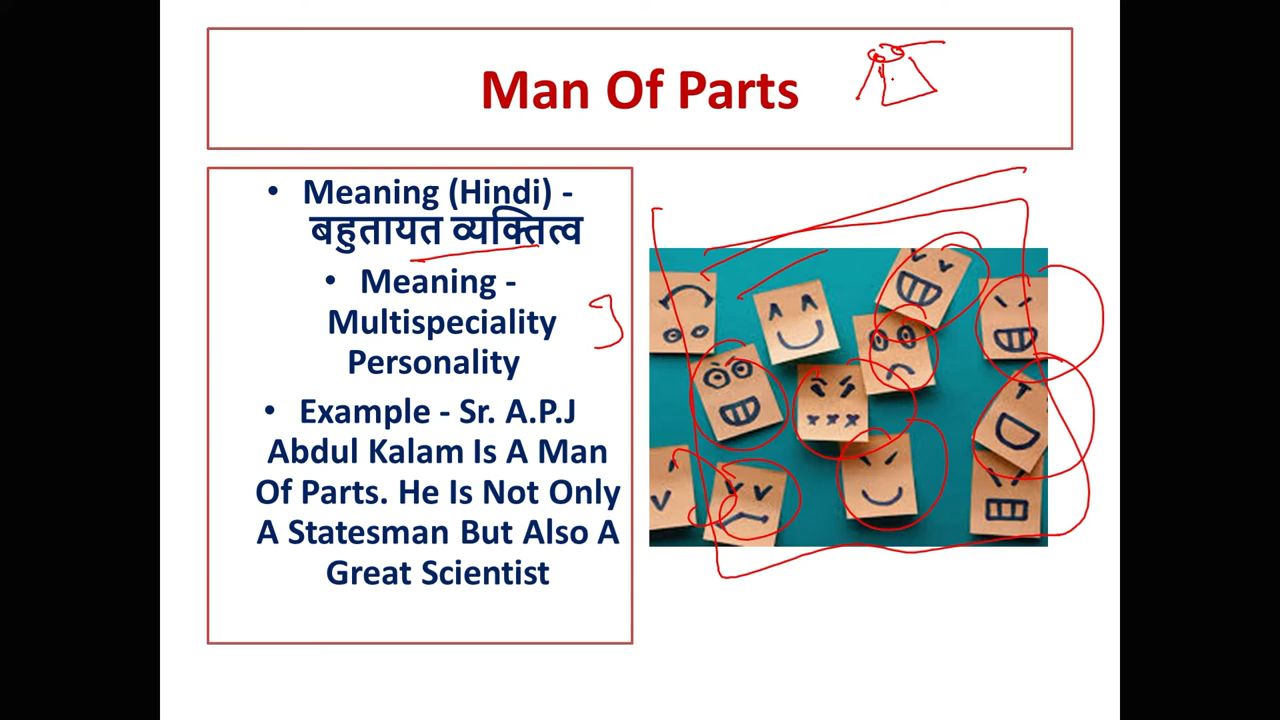 Man Of Parts
• Meaning (Hindi) -
बहुतायत व्यक्तित्व
• Meaning -
Multispeciality
Personality
• Example - Sr. A.P.J
Abdul Kalam Is A Man
Of Parts. He Is Not Only
A Statesman But Also A
Great Scientist